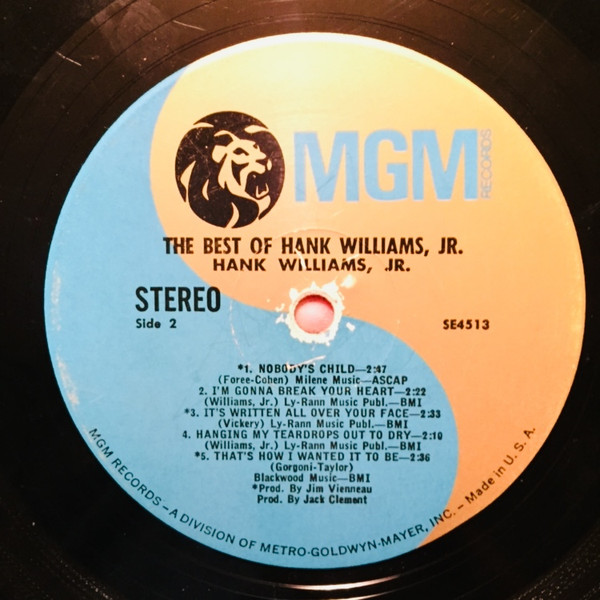 MGM
RECORDS
THE BEST OF HANK WILLIAMS, JR.
HANK WILLIAMS, JR.
STEREO
Side 2
SE4513
*1. NOBODY'S CHILD—2:47
(Foree-Cohen) Milene Music—ASCAP
2. I'M GONNA BREAK YOUR HEART—2:22
(Williams, Jr.) Ly-Rann Music Publ.—BMI
*3. IT'S WRITTEN ALL OVER YOUR FACE—2:33
(Vickery) Ly-Rann Music Publ.—BMI
4. HANGING MY TEARDROPS OUT TO DRY—2:10
(Williams, Jr.) Ly-Rann Music Publ.—BMI
*5. THAT'S HOW I WANTED IT TO BE—2:36
(Gorgoni-Taylor)
Blackwood Music—BMI
*Prod. By Jim Vienneau
Prod. By Jack Clement
MGM RECORDS – A DIVISION OF METRO-GOLDWYN-MAYER, INC. – Made in U. S. A.